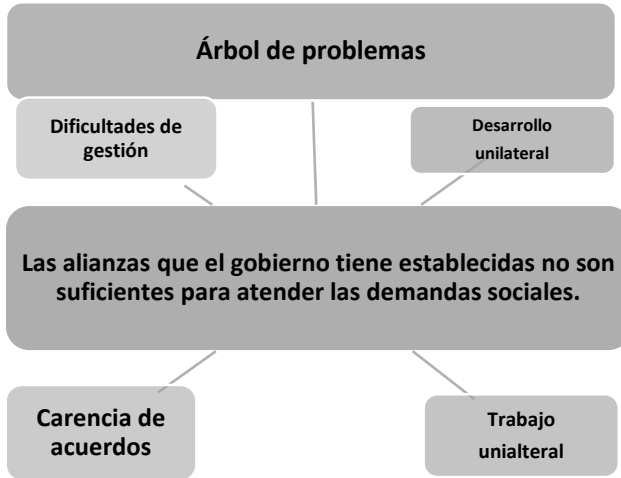 Árbol de problemas
Dificultades de
gestión
Desarrollo
unilateral
Las alianzas que el gobierno tiene establecidas no son
suficientes para atender las demandas sociales.
Carencia de
acuerdos
Trabajo
unialteral